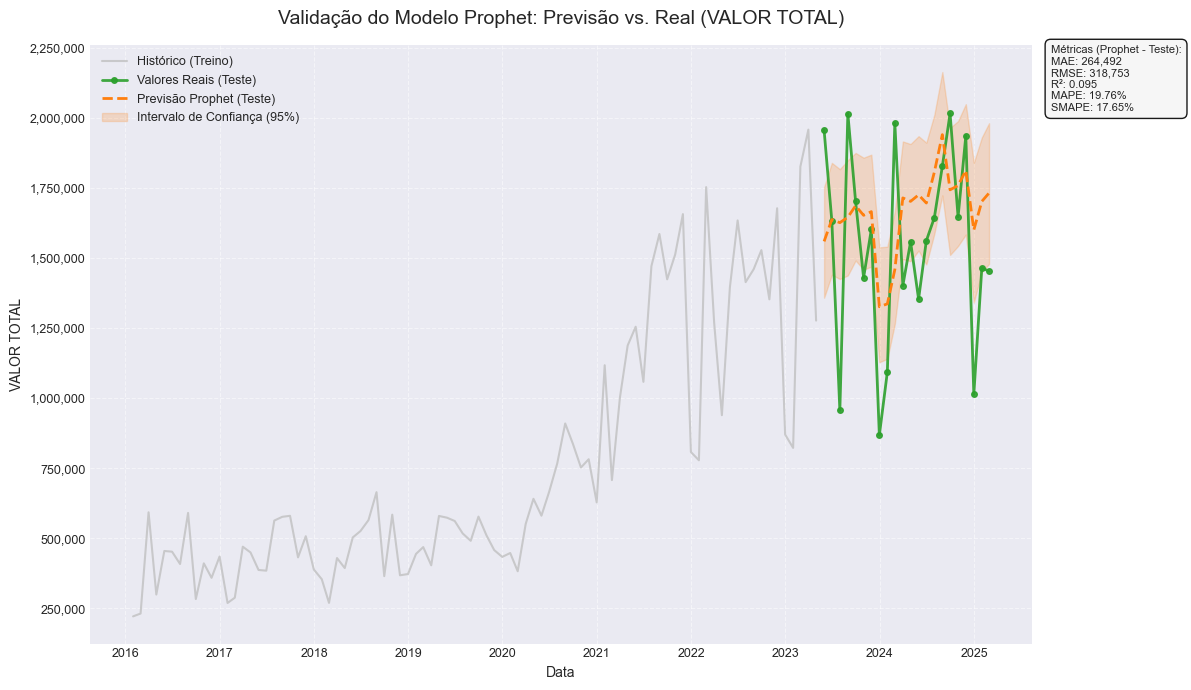 Validação do Modelo Prophet: Previsão vs. Real (VALOR TOTAL)
Métricas (Prophet - Teste):
MAE: 264,492
RMSE: 318,753
R²: 0.095
MAPE: 19.76%
SMAPE: 17.65%
Histórico (Treino)
Valores Reais (Teste)
Previsão Prophet (Teste)
Intervalo de Confiança (95%)
VALOR TOTAL
2,250,000
2,000,000
1,750,000
1,500,000
1,250,000
1,000,000
750,000
500,000
250,000
2016 2017 2018 2019 2020 2021 2022 2023 2024 2025
Data